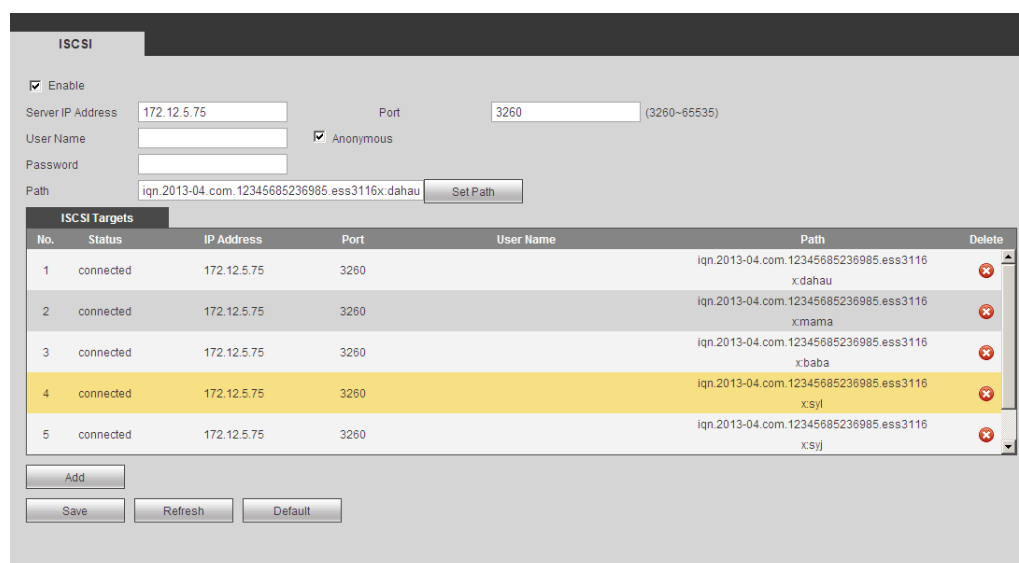 ISCSI
Enable
Server IP Address 172.12.5.75 Port 3260 (3260~65535)
User Name Anonymous
Password
Path iqn.2013-04.com.12345685236985.ess3116x:dahau Set Path
ISCSI Targets
No. Status IP Address Port User Name Path Delete
iqn.2013-04.com.12345685236985.ess3116
1 connected 172.12.5.75 3260
x:dahau
iqn.2013-04.com.12345685236985.ess3116
2 connected 172.12.5.75 3260
x:mama
iqn.2013-04.com.12345685236985.ess3116
3 connected 172.12.5.75 3260
x:baba
iqn.2013-04.com.12345685236985.ess3116
4 connected 172.12.5.75 3260
x:syl
iqn.2013-04.com.12345685236985.ess3116
5 connected 172.12.5.75 3260
x:syj
Add
Save Refresh Default